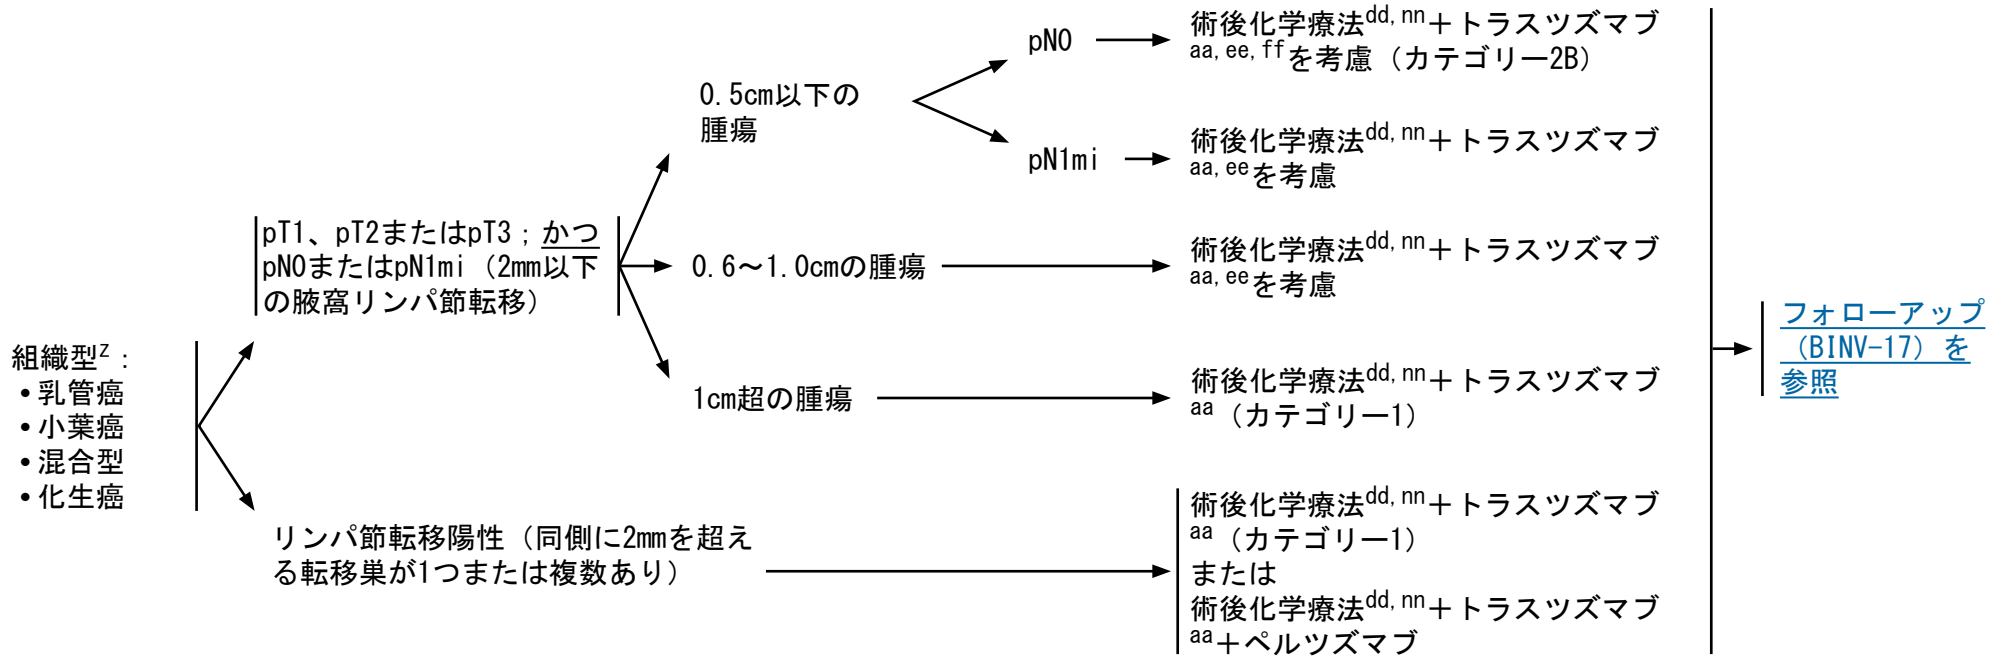 組織型z：
•乳管癌
•小葉癌
•混合型
•化生癌
pT1、pT2またはpT3；かつ
pN0またはpN1mi（2mm以下
の腋窩リンパ節転移）
0.5cm以下の
腫瘍
pN0
術後化学療法dd,nn＋トラスツズマブ
aa,ee,ffを考慮（カテゴリー2B）
pN1mi
術後化学療法dd,nn＋トラスツズマブ
aa,eeを考慮
0.6～1.0cmの腫瘍
術後化学療法dd,nn＋トラスツズマブ
aa,eeを考慮
1cm超の腫瘍
術後化学療法dd,nn＋トラスツズマブ
aa（カテゴリー1）
リンパ節転移陽性（同側に2mmを超え
る転移巣が1つまたは複数あり）
術後化学療法dd,nn＋トラスツズマブ
aa（カテゴリー1）
または
術後化学療法dd,nn＋トラスツズマブ
aa＋ペルツズマブ
フォローアップ
（BINV-17）を
参照